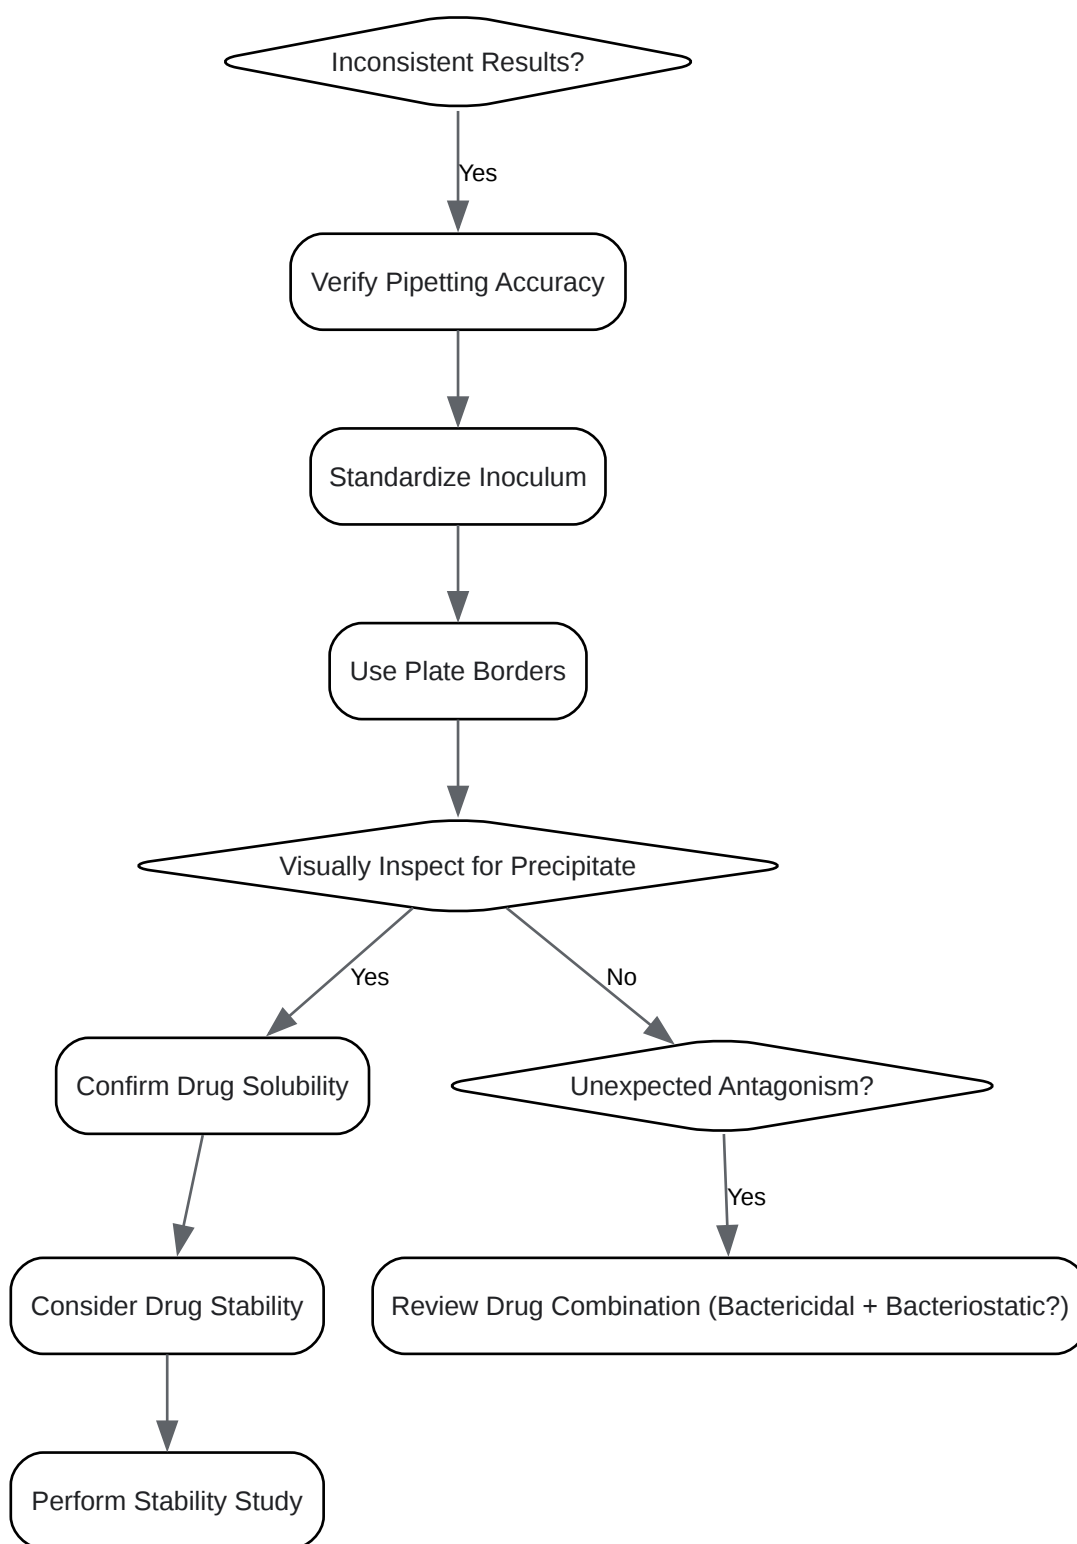 Inconsistent Results?
Yes
Verify Pipetting Accuracy
Standardize Inoculum
Use Plate Borders
Visually Inspect for Precipitate
Yes
No
Confirm Drug Solubility
Unexpected Antagonism?
Yes
Consider Drug Stability
Review Drug Combination (Bactericidal + Bacteriostatic?)
Perform Stability Study